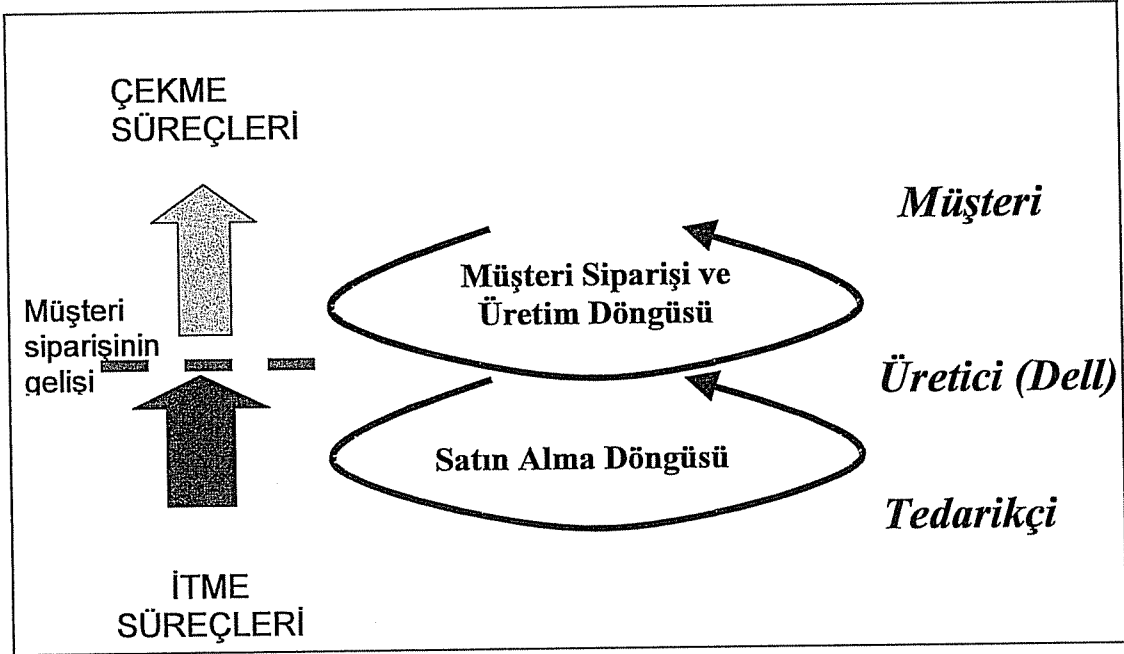 ÇEKME
SÜREÇLERİ
Müşteri
Müşteri Siparişi ve
Üretim Döngüsü
Müşteri
siparişinin
gelişi
Üretici (Dell)
Satın Alma Döngüsü
Tedarikçi
İTME
SÜREÇLERİ